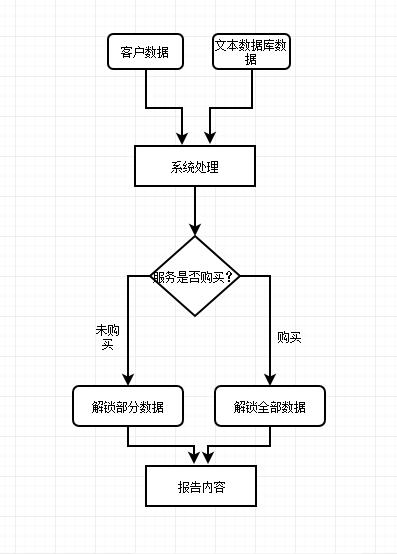 客户数据
文本数据库数
据
系统处理
服务是否购买？
未购
买
购买
解锁部分数据
解锁全部数据
报告内容